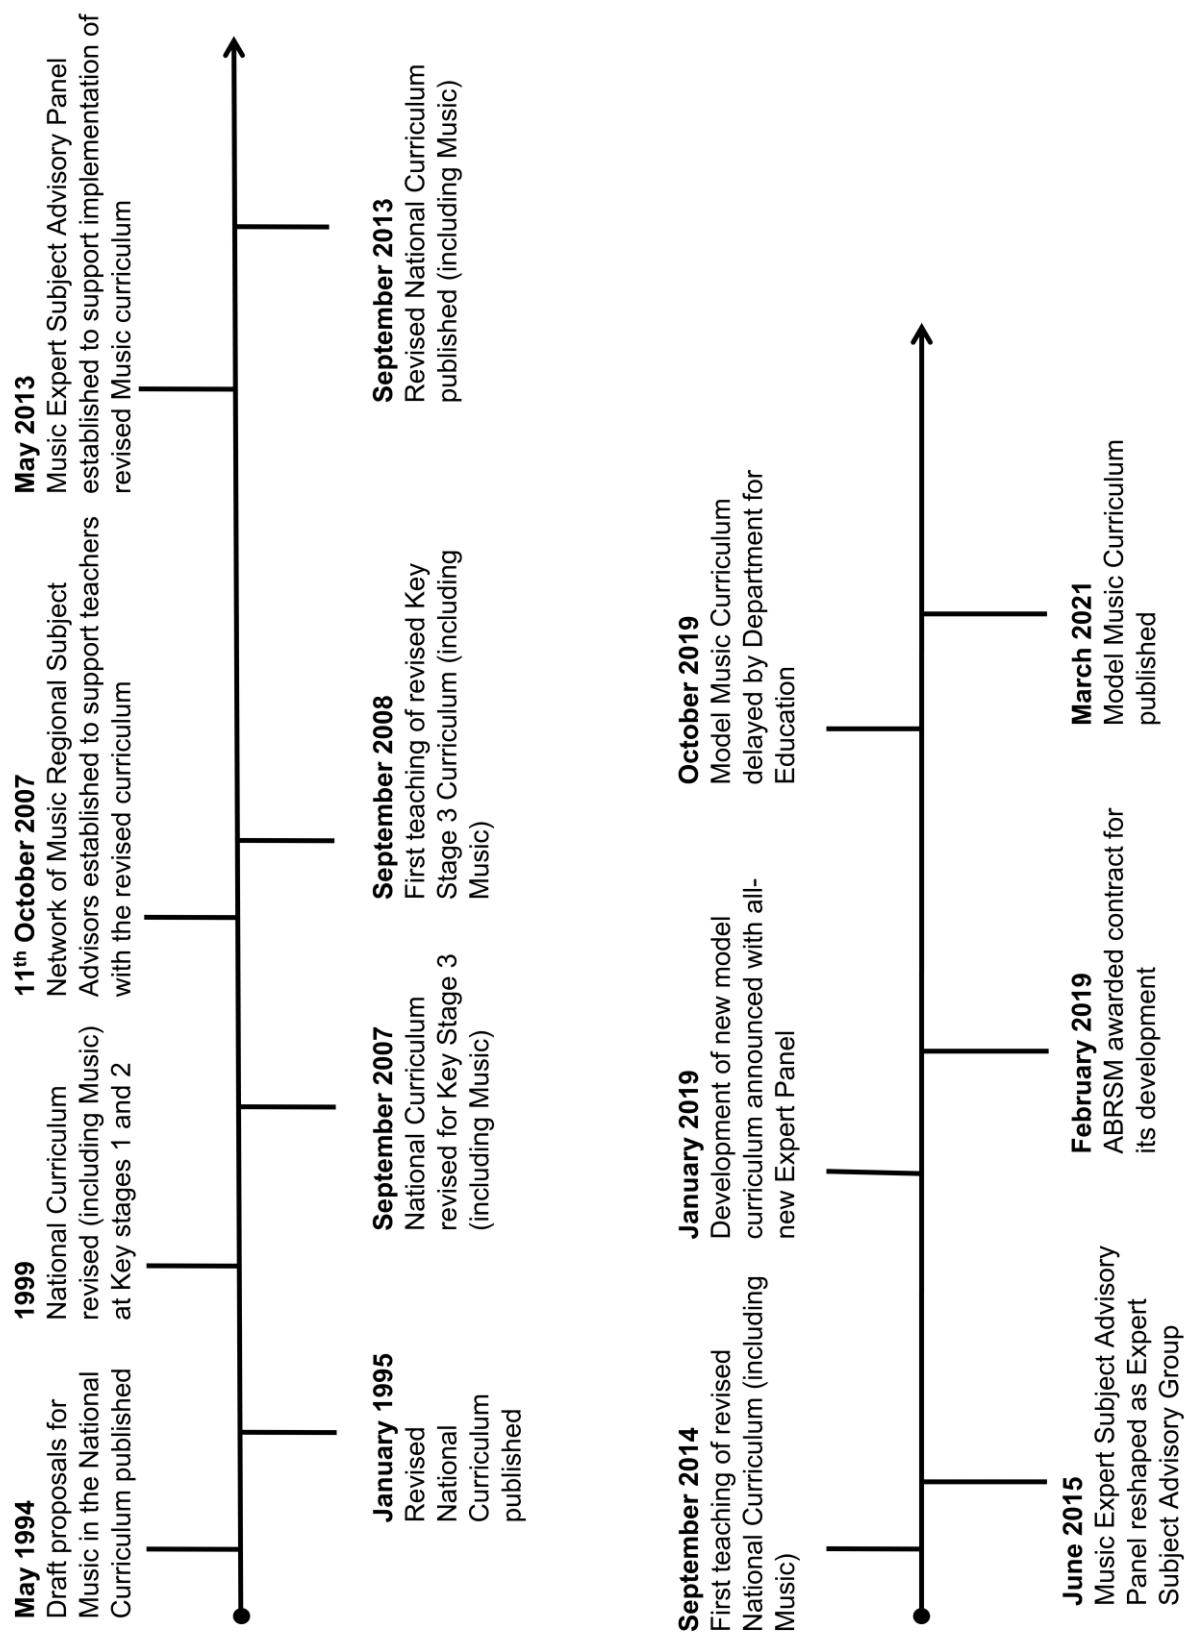 May 1994
Draft proposals for
Music in the National
Curriculum published
January 1995
Revised
National
Curriculum
published
1999
National Curriculum
revised (including Music)
at Key stages 1 and 2
September 2007
National Curriculum
revised for Key Stage 3
(including Music)
11th October 2007
Network of Music Regional Subject
Advisors established to support teachers
with the revised curriculum
September 2008
First teaching of revised Key
Stage 3 Curriculum (including
Music)
May 2013
Music Expert Subject Advisory Panel
established to support implementation of
revised Music curriculum
September 2013
Revised National Curriculum
published (including Music)
September 2014
First teaching of revised
National Curriculum (including
Music)
June 2015
Music Expert Subject Advisory
Panel reshaped as Expert
Subject Advisory Group
January 2019
Development of new model
curriculum announced with all-
new Expert Panel
February 2019
ABRSM awarded contract for
its development
October 2019
Model Music Curriculum
delayed by Department for
Education
March 2021
Model Music Curriculum
published